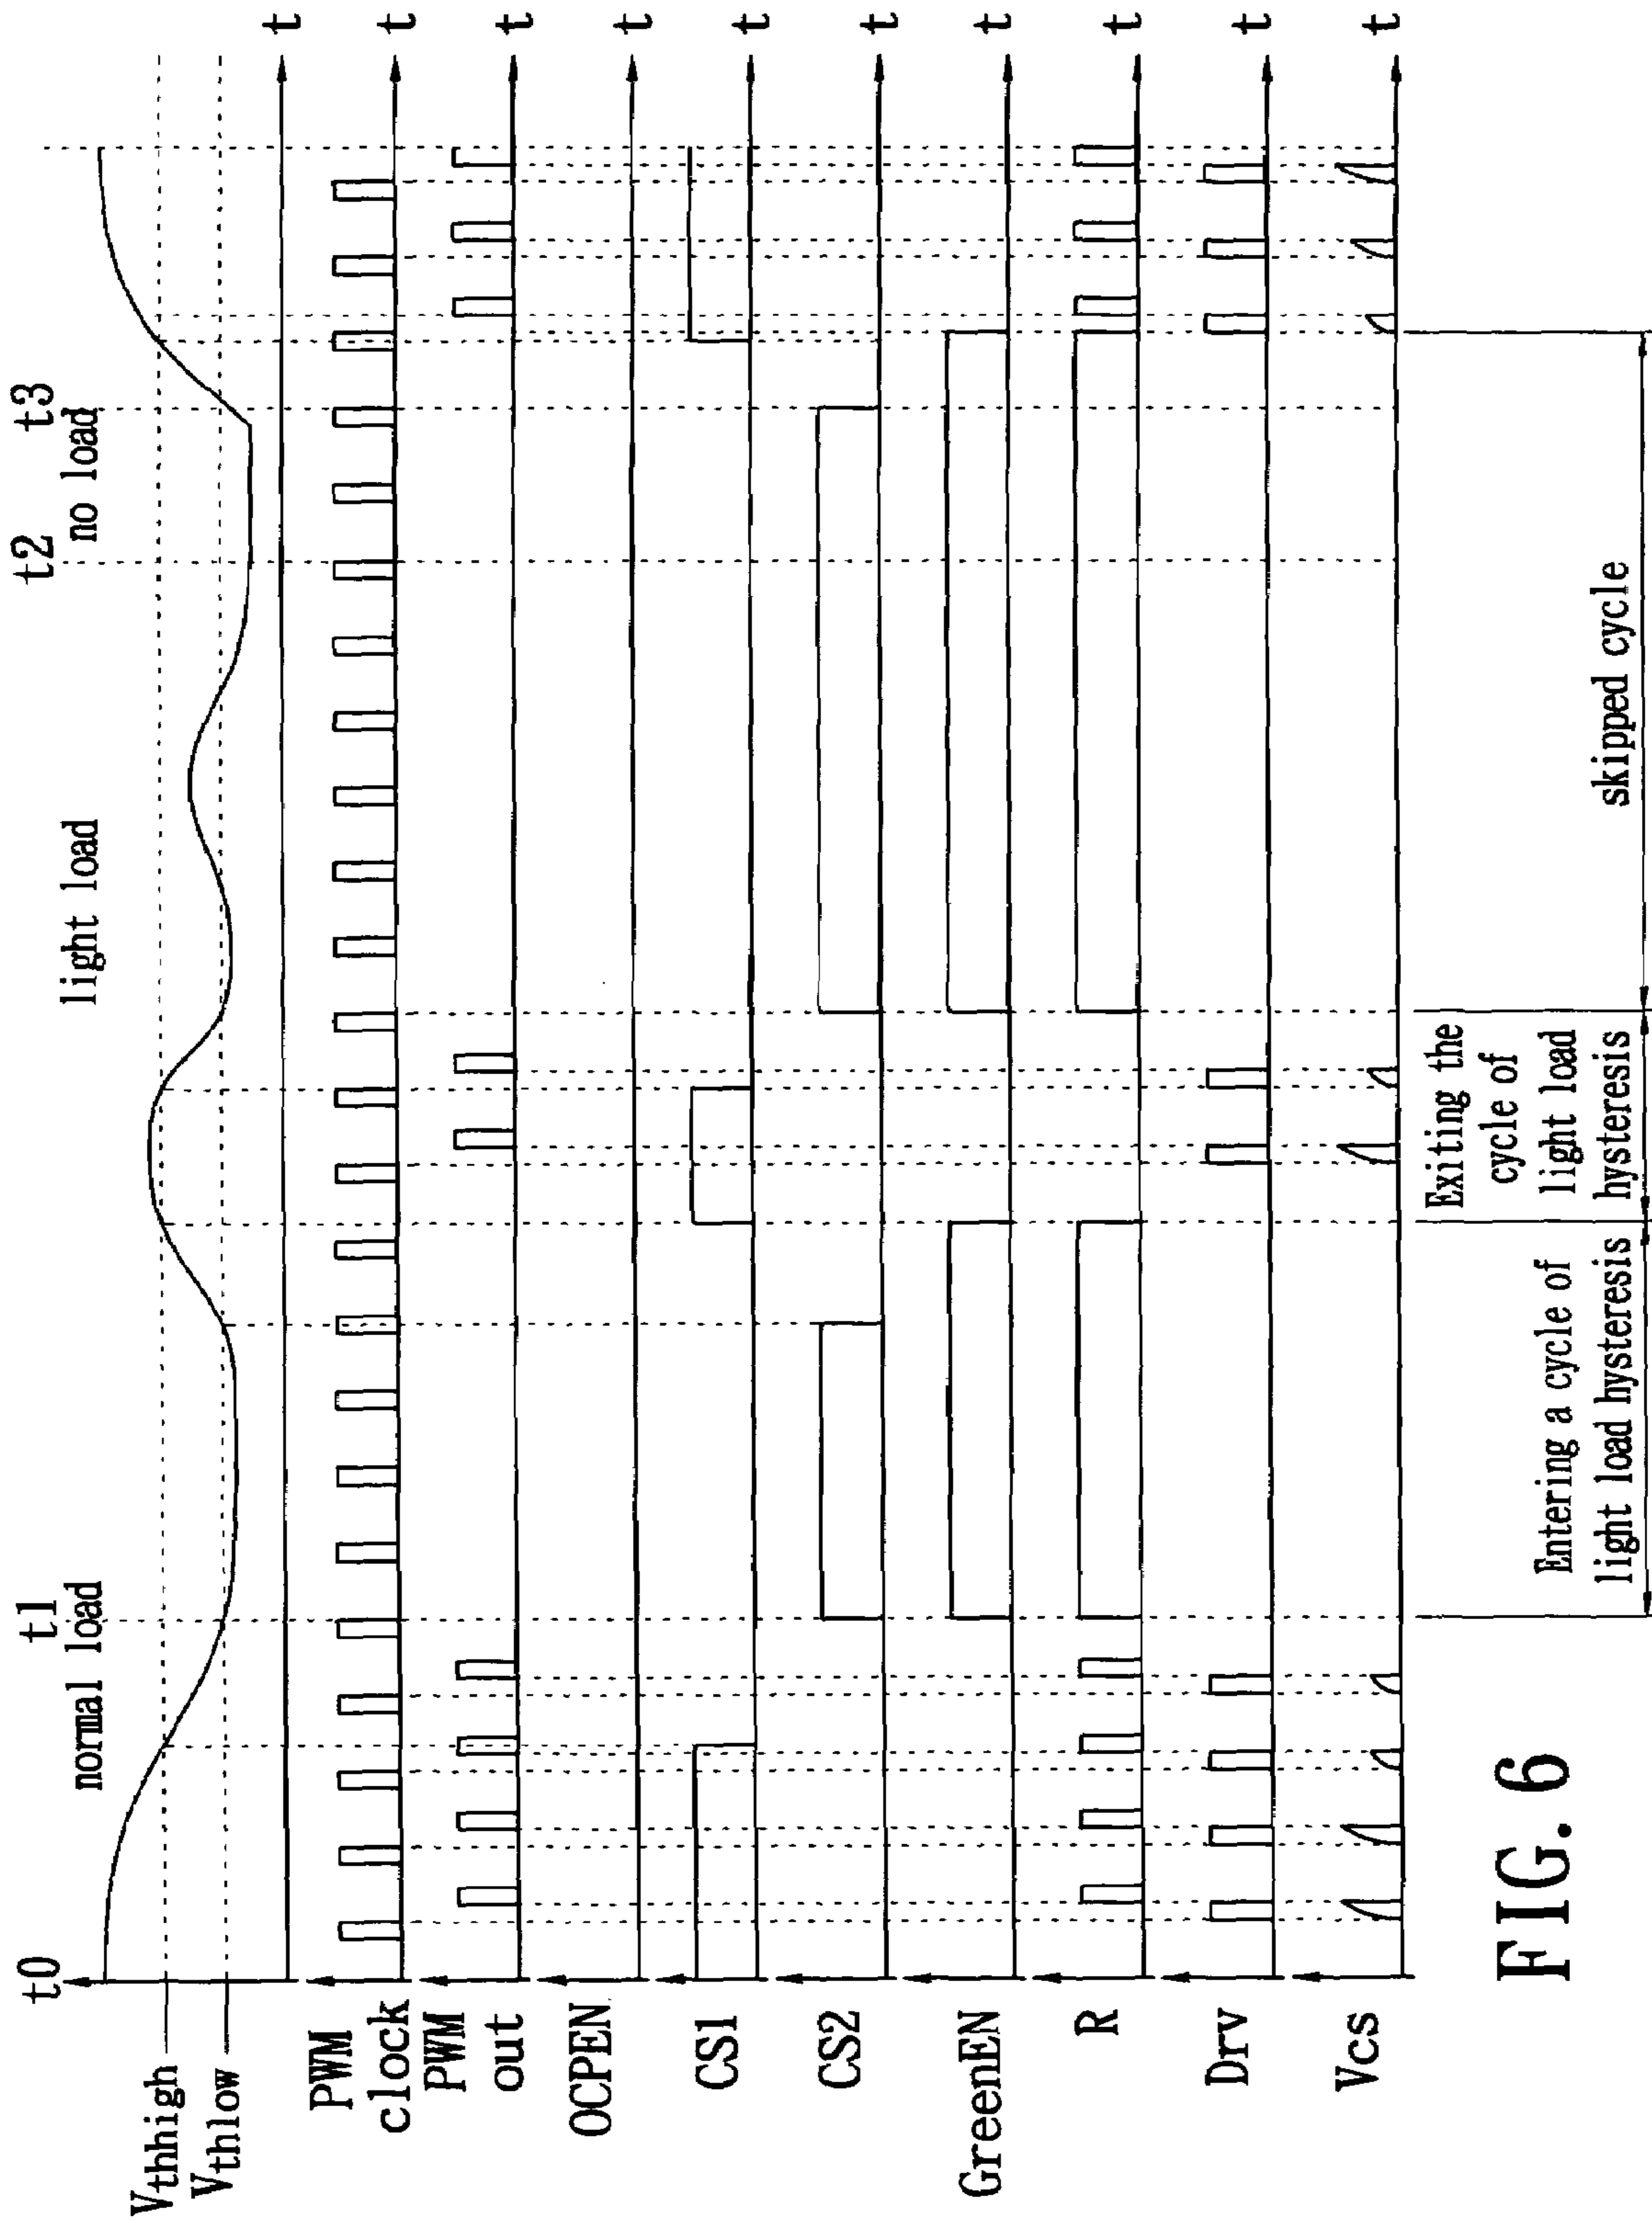 t0
t1
t2
t3
normal load
light load
no load
Vthhigh
Vthlow
t
PWM
clock
t
PWM
out
t
OCPEN
t
CS1
t
CS2
t
GreenEN
t
R
t
Drv
t
Vcs
t
Entering a cycle of
light load hysteresis
Exiting the
cycle of
light load
hysteresis
skipped cycle
FIG. 6